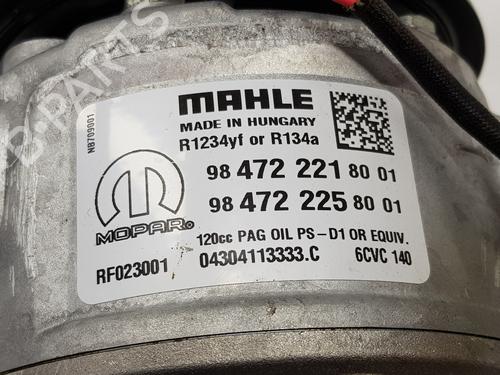 MAHLE
MADE IN HUNGARY
R1234yf or R134a
98 472 221 80 01
98 472 225 80 01
MOPAR®
120cc PAG OIL PS-D1 OR EQUIV.
RF023001 04304113333.C 6CVC 140
N8709001
B-PARTS